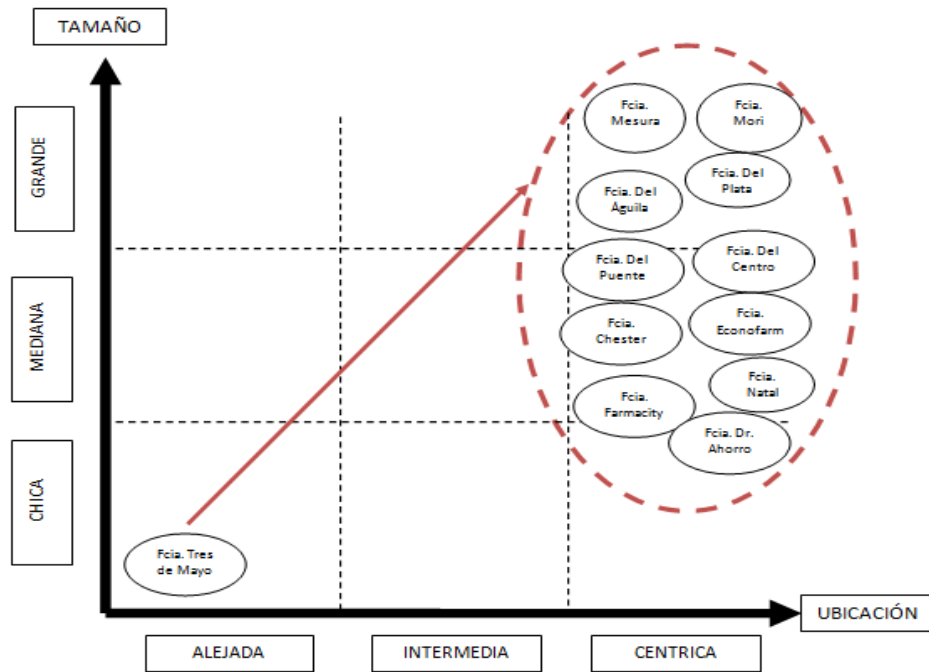 TAMAÑO
GRANDE
MEDIANA
CHICA
Fcia.
Mesura
Fcia.
Mori
Fcia. Del
Plata
Fcia. Del
Águila
Fcia. Del
Puente
Fcia. Del
Centro
Fcia.
Chester
Fcia.
Econofarm
Fcia.
Natal
Fcia.
Farmacity
Fcia. Dr.
Ahorro
Fcia. Tres
de Mayo
UBICACIÓN
ALEJADA
INTERMEDIA
CENTRICA